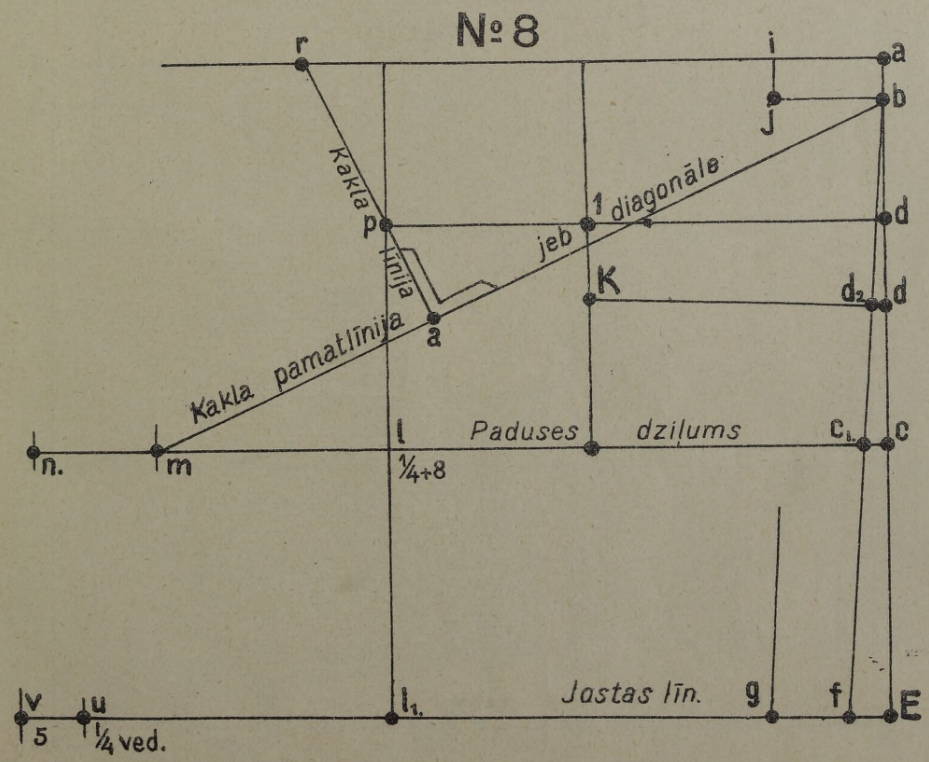 № 8
r i a
j b
Kakla līnija
p 1 d
Kakla pamatlīnija jeb diagonāle
K d₂ d
a
n. m l Paduses dziļums c₁. c
¼÷8
v u l₁. Jostas līn. g f E
5 ¼ ved.